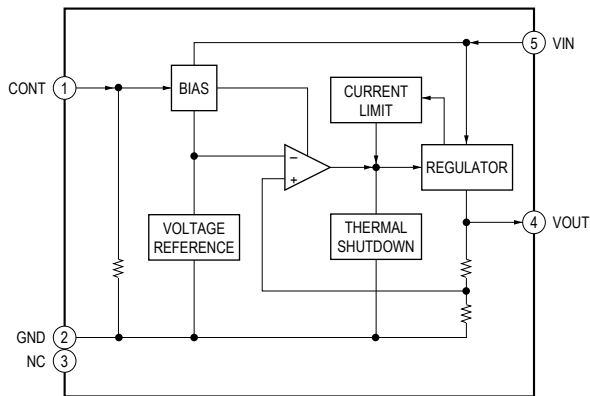 CONT 1
BIAS
5 VIN
CURRENT
LIMIT
−
+
REGULATOR
VOLTAGE
REFERENCE
THERMAL
SHUTDOWN
4 VOUT
GND 2
NC 3